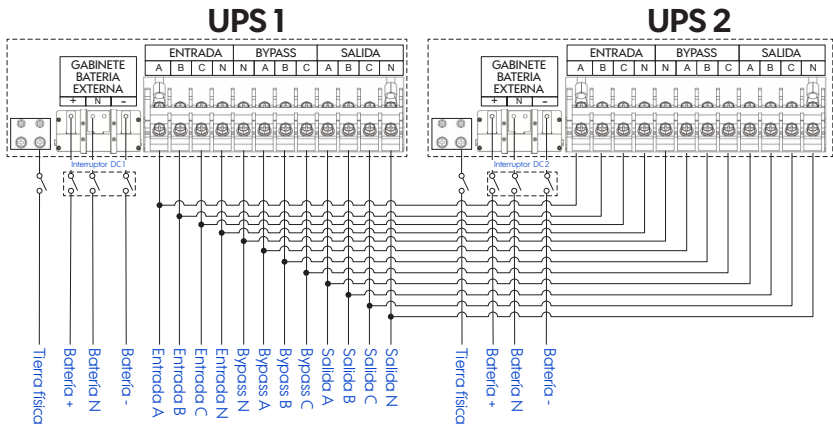 UPS 1
UPS 2
ENTRADA BYPASS SALIDA
A B C N N A B C A B C N
GABINETE
BATERIA
EXTERNA
+ N -
Interruptor DC1
ENTRADA BYPASS SALIDA
A B C N N A B C A B C N
GABINETE
BATERIA
EXTERNA
+ N -
Interruptor DC2
Tierra física
Batería +
Batería N
Batería -
Entrada A
Entrada B
Entrada C
Entrada N
Bypass N
Bypass A
Bypass B
Bypass C
Salida A
Salida B
Salida C
Salida N
Tierra física
Batería +
Batería N
Batería -